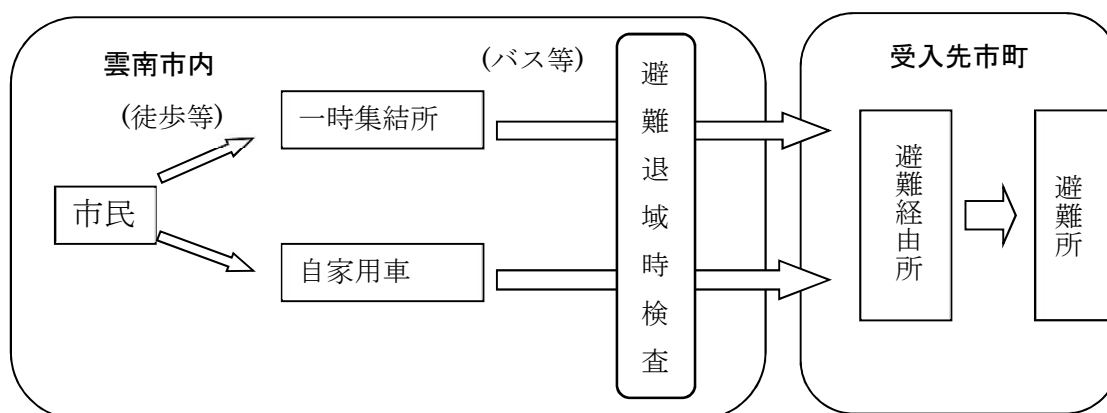 雲南市内
(バス等)
受入先市町
(徒歩等)
一時集結所
市民
自家用車
避難退域時検査
避難経由所
避難所